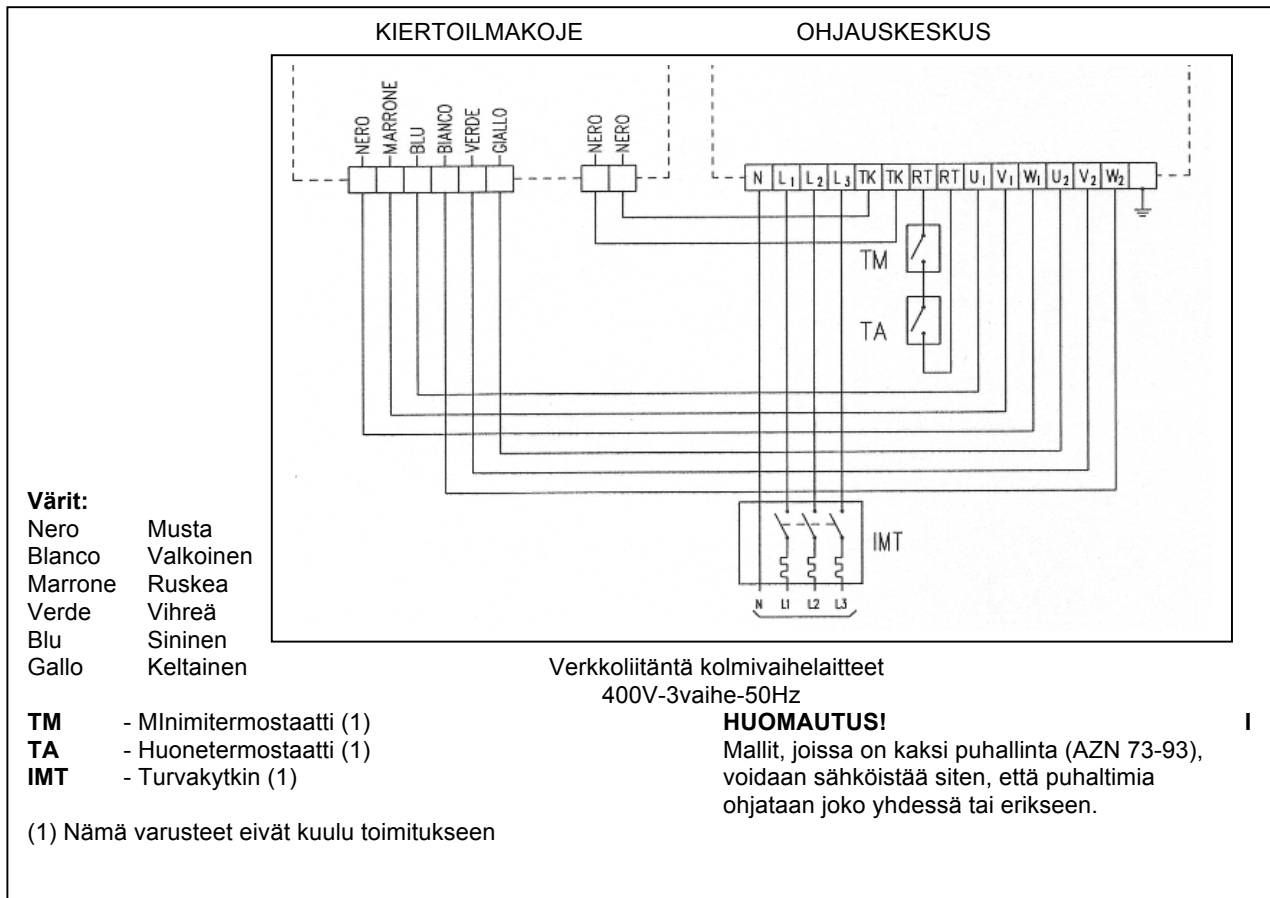 KIERTOILMAKOJE OHJAUSKESKUS
NERO
MARRONE
BLU
BIANCO
VERDE
GIALLO
NERO
NERO
N L1 L2 L3 TK TK RT RT U1 V1 W1 U2 V2 W2
TM
TA
IMT
N L1 L2 L3
Värit:
Nero Musta
Blanco Valkoinen
Marrone Ruskea
Verde Vihreä
Blu Sininen
Gallo Keltainen
Verkkoliitäntä kolmivaihelaitteet
400V-3vaihe-50Hz
TM - MInimitermostaatti (1)
TA - Huonetermostaatti (1)
IMT - Turvakytkin (1)
(1) Nämä varusteet eivät kuulu toimitukseen
HUOMAUTUS! I
Mallit, joissa on kaksi puhallinta (AZN 73-93),
voidaan sähköistää siten, että puhaltimia
ohjataan joko yhdessä tai erikseen.